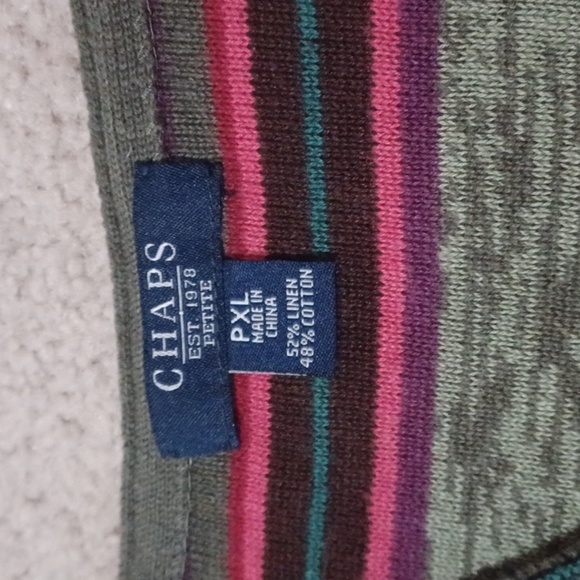 CHAPS
EST. 1978
PETITE
PXL
MADE IN
CHINA
52% LINEN
48% COTTON